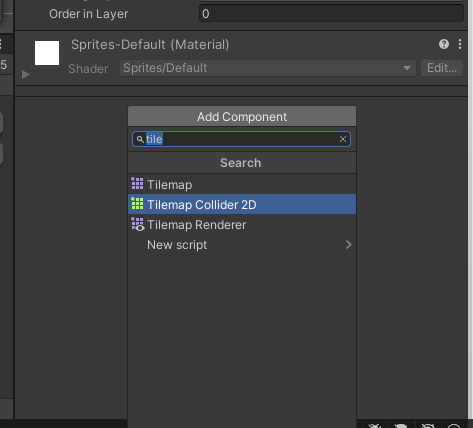 Order in Layer 0
Sprites-Default (Material)
5
Shader Sprites/Default Edit...
Add Component
tile
Search
Tilemap
Tilemap Collider 2D
Tilemap Renderer
New script